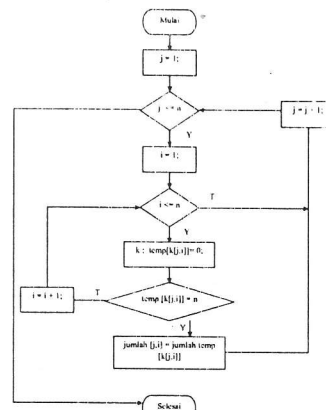 Mulai
j = 1;
j <= n
j = j + 1;
Y
i = 1;
i <= n
T
Y
k : temp[k[j,i]]= 0;
i = i + 1;
T
temp [k[j,i]] = n
Y
jumlah [j,i] = jumlah temp
[k[j,i]]
Selesai